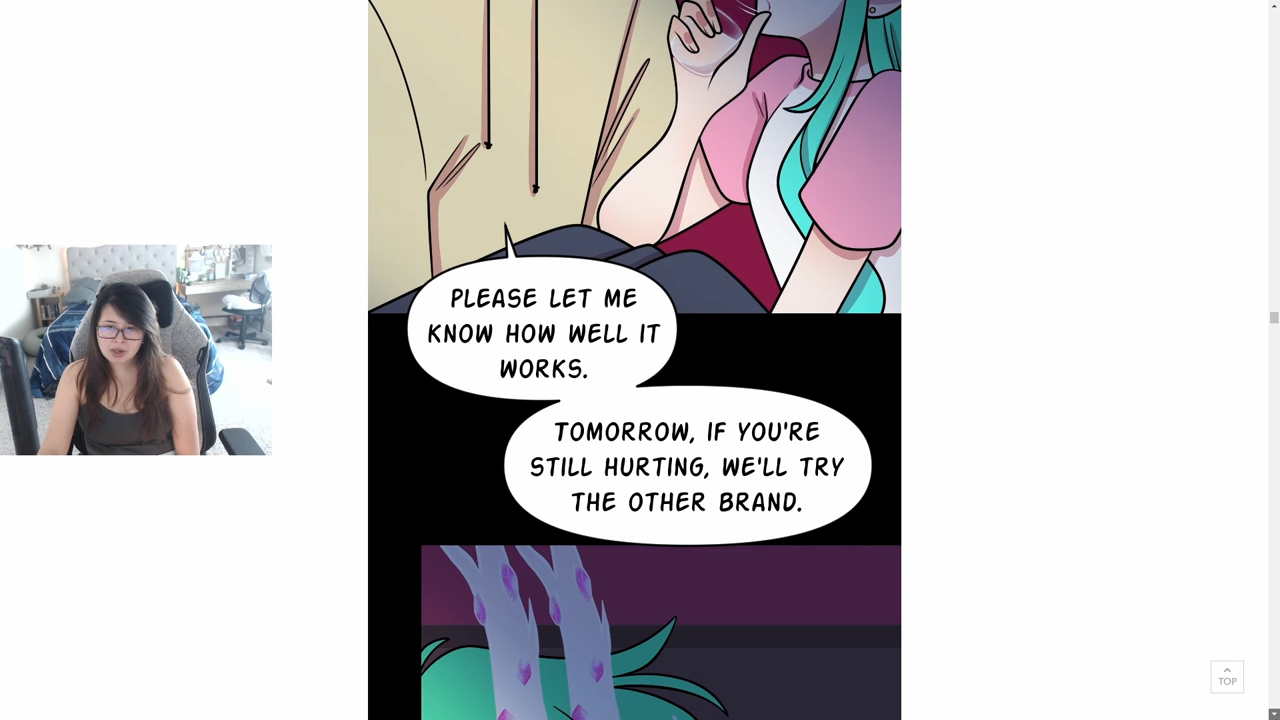 PLEASE LET ME
KNOW HOW WELL IT
WORKS.
TOMORROW, IF YOU'RE
STILL HURTING, WE'LL TRY
THE OTHER BRAND.
TOP